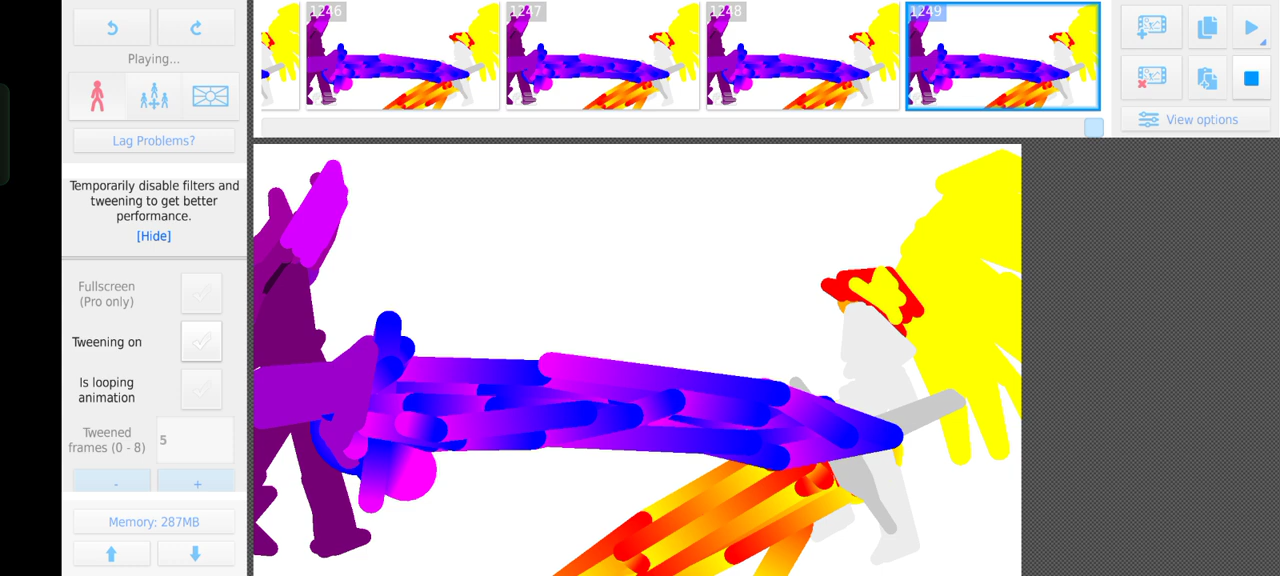 1246
1247
1248
1249
Playing...
Lag Problems?
Temporarily disable filters and
tweening to get better
performance.
[Hide]
Fullscreen
(Pro only)
Tweening on
Is looping
animation
Tweened
frames (0 - 8)
5
-
+
Memory: 287MB
View options